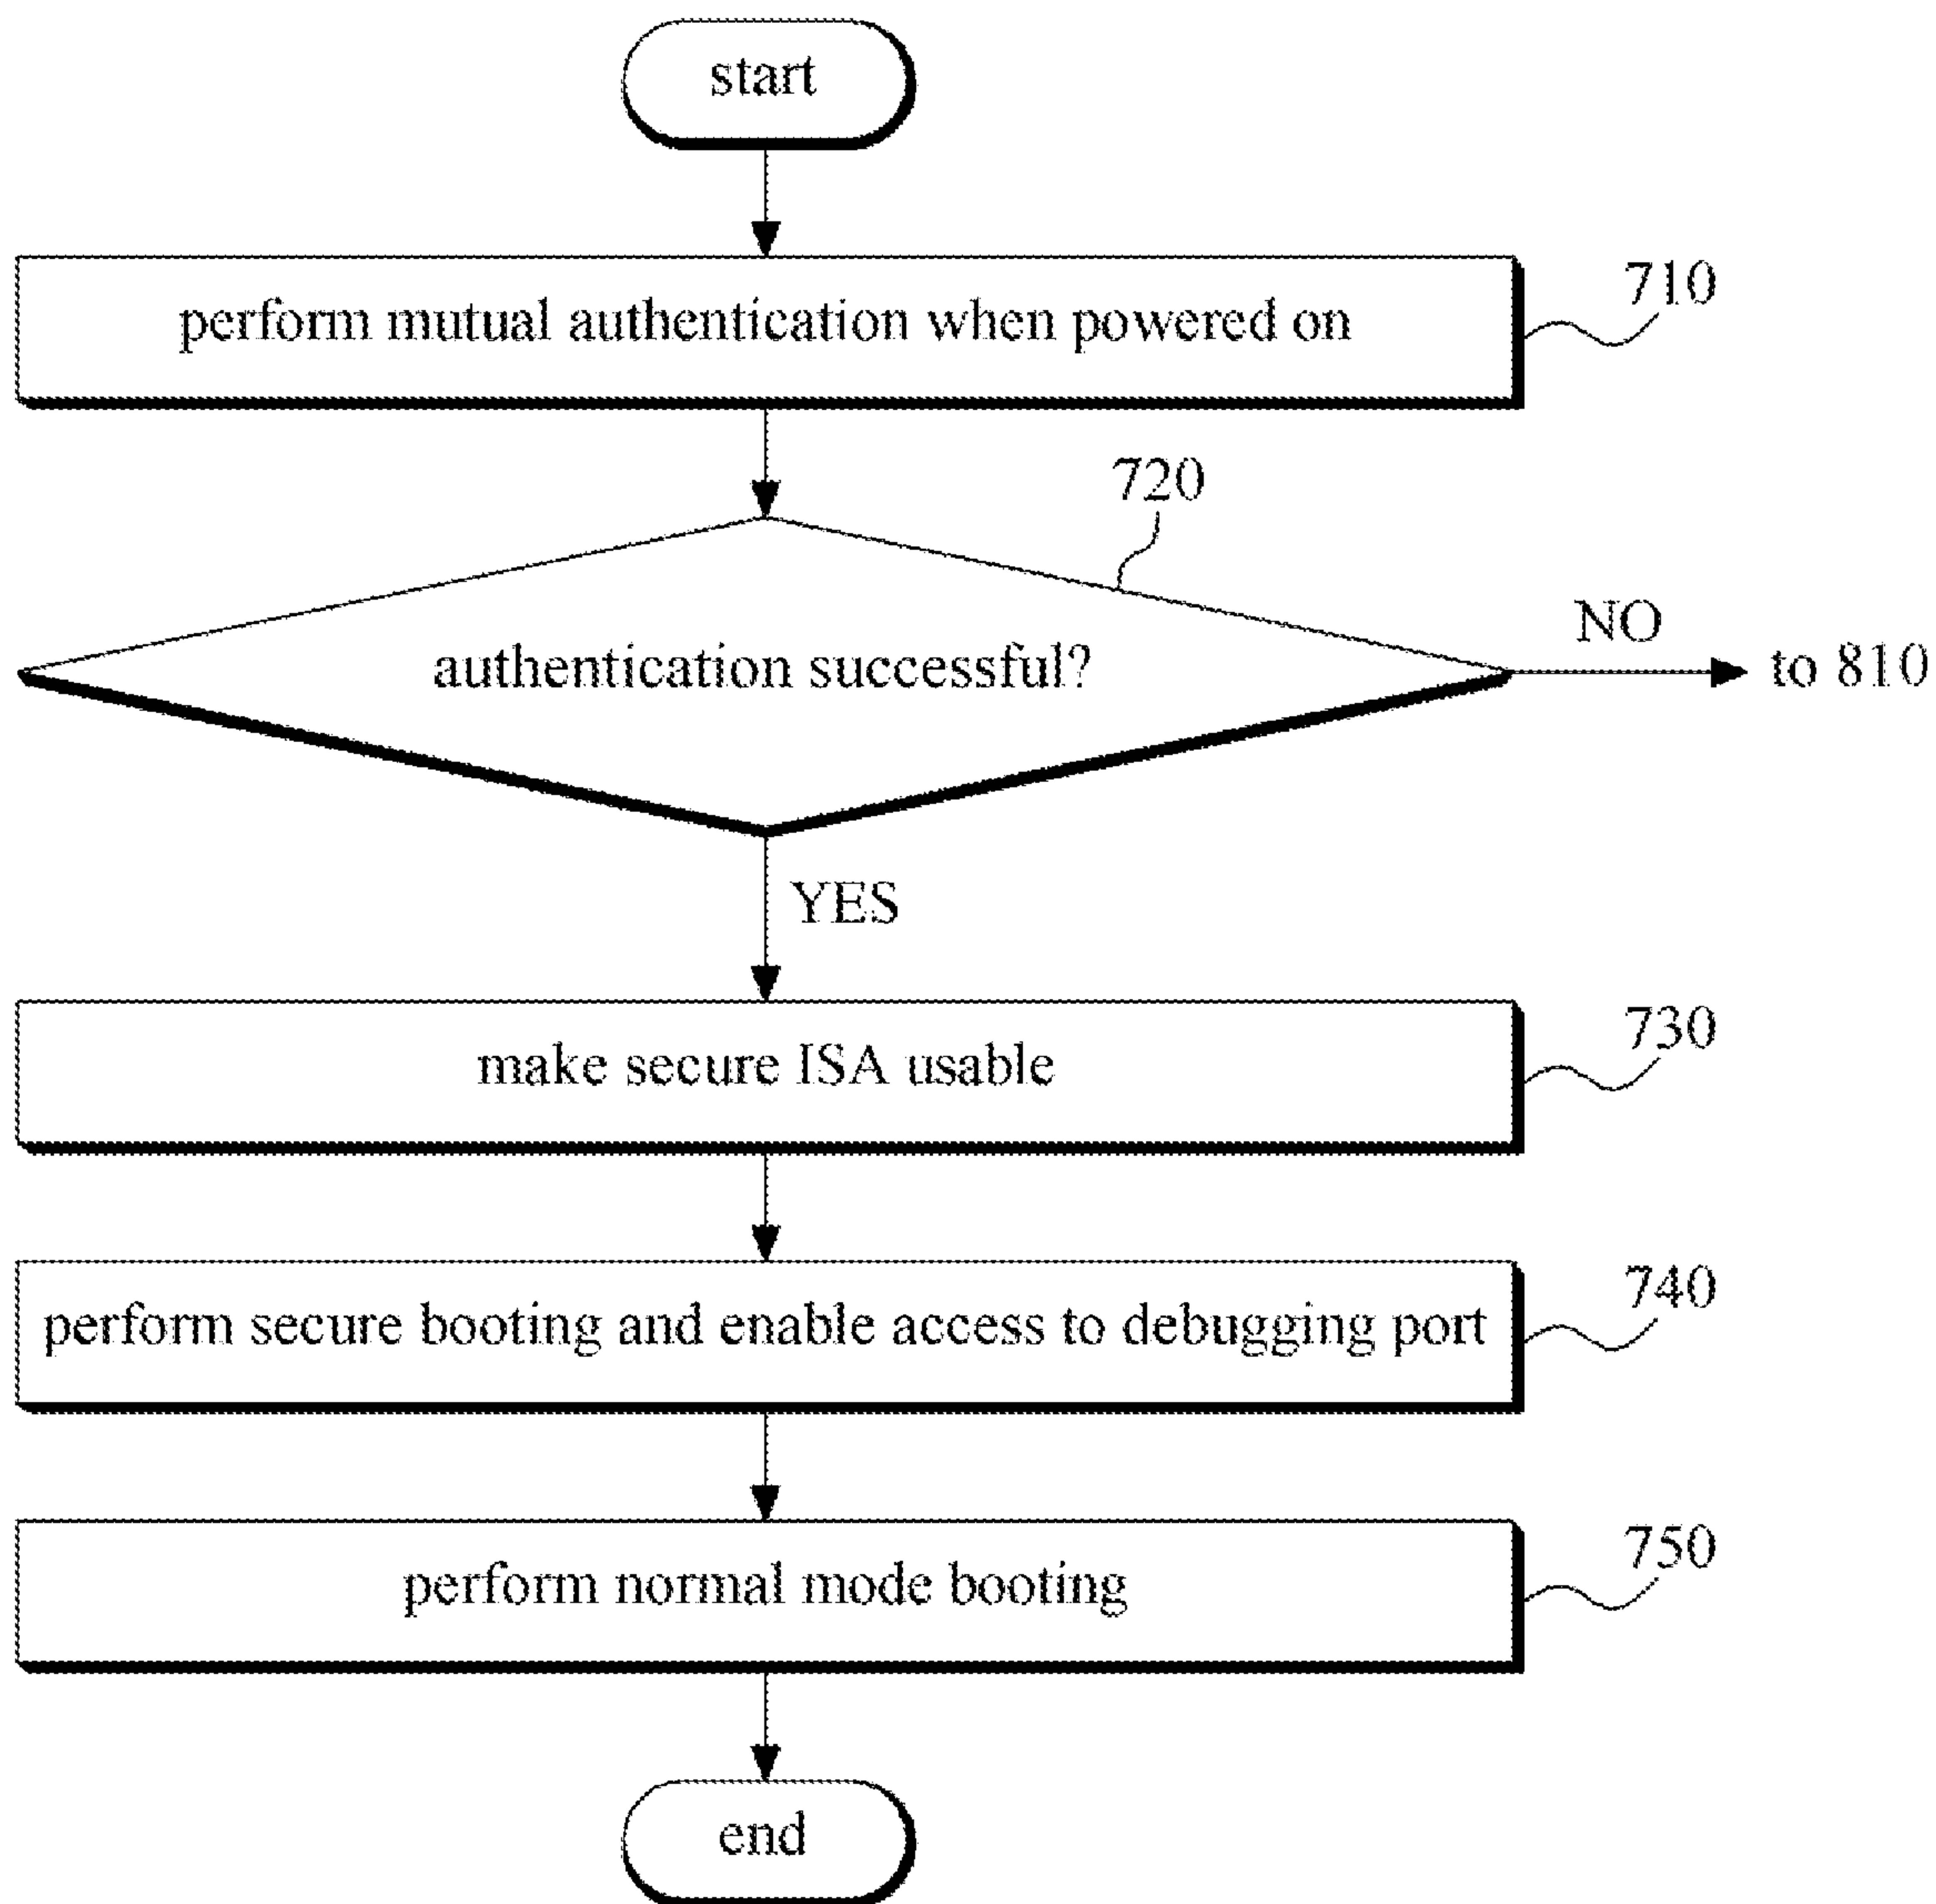 start
perform mutual authentication when powered on
710
720
authentication successful?
NO
to 810
YES
make secure ISA usable
730
perform secure booting and enable access to debugging port
740
perform normal mode booting
750
end